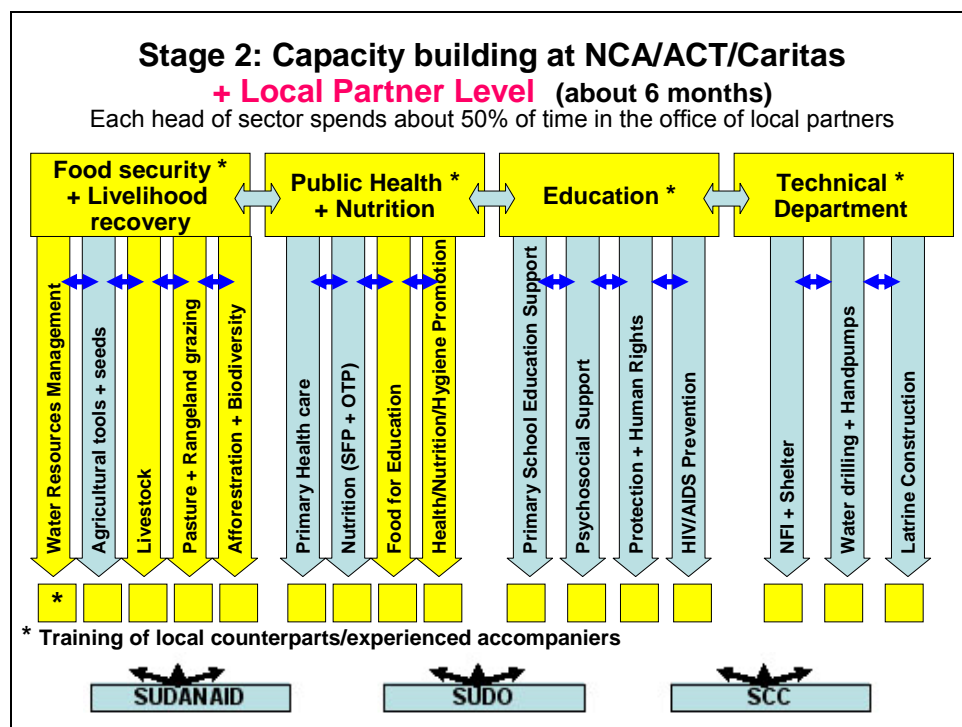 Stage 2: Capacity building at NCA/ACT/Caritas
+ Local Partner Level (about 6 months)
Each head of sector spends about 50% of time in the office of local partners
Food security *
+ Livelihood
recovery
Public Health *
+ Nutrition
Education *
Technical *
Department
Water Resources Management
Agricultural tools + seeds
Livestock
Pasture + Rangeland grazing
Afforestration + Biodiversity
Primary Health care
Nutrition (SFP + OTP)
Food for Education
Health/Nutrition/Hygiene Promotion
Primary School Education Support
Psychosocial Support
Protection + Human Rights
HIV/AIDS Prevention
NFI + Shelter
Water drilling + Handpumps
Latrine Construction
*
* Training of local counterparts/experienced accompaniers
SUDANAID
SUDO
SCC